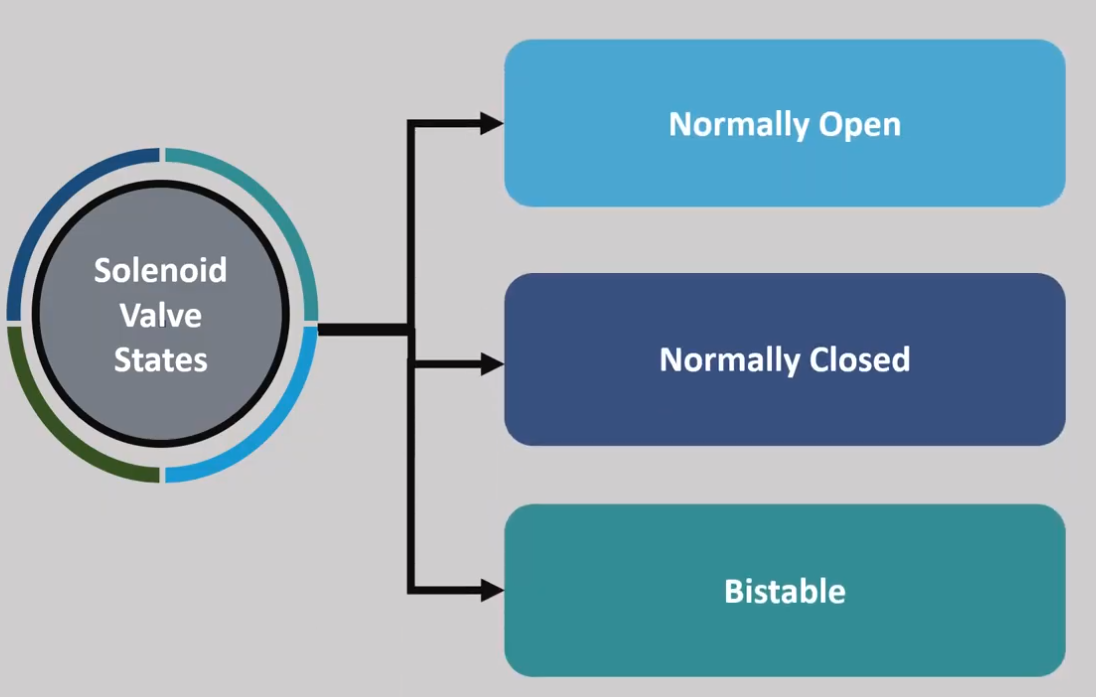 Solenoid
Valve
States
Normally Open
Normally Closed
Bistable